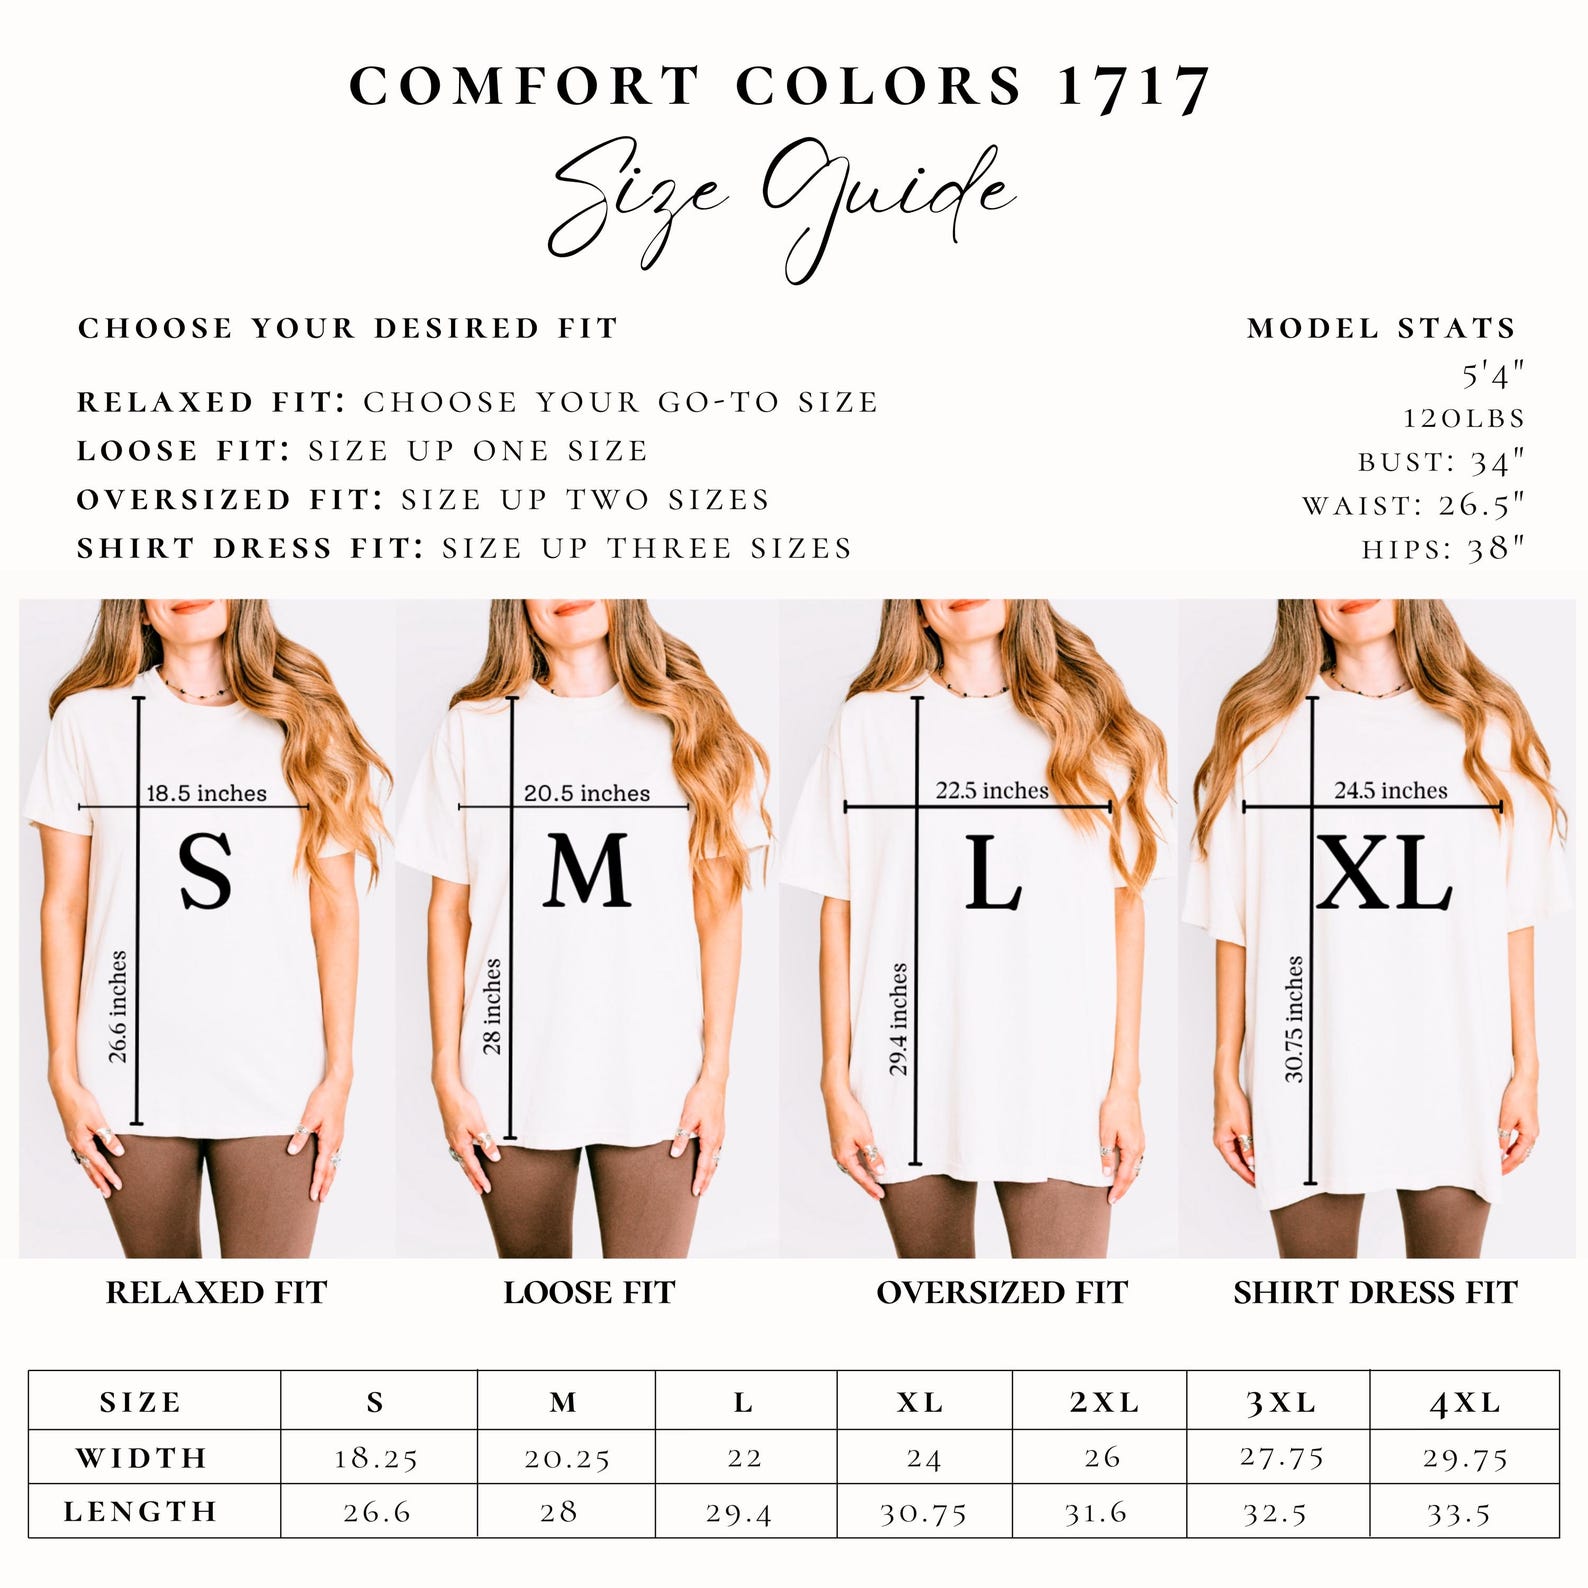 COMFORT COLORS 1717
Size Guide
CHOOSE YOUR DESIRED FIT
RELAXED FIT: CHOOSE YOUR GO-TO SIZE
LOOSE FIT: SIZE UP ONE SIZE
OVERSIZED FIT: SIZE UP TWO SIZES
SHIRT DRESS FIT: SIZE UP THREE SIZES
MODEL STATS
5'4"
120LBS
BUST: 34"
WAIST: 26.5"
HIPS: 38"
18.5 inches
S
26.6 inches
RELAXED FIT
20.5 inches
M
28 inches
LOOSE FIT
22.5 inches
L
29.4 inches
OVERSIZED FIT
24.5 inches
XL
30.75 inches
SHIRT DRESS FIT
SIZE S M L XL 2XL 3XL 4XL
WIDTH 18.25 20.25 22 24 26 27.75 29.75
LENGTH 26.6 28 29.4 30.75 31.6 32.5 33.5